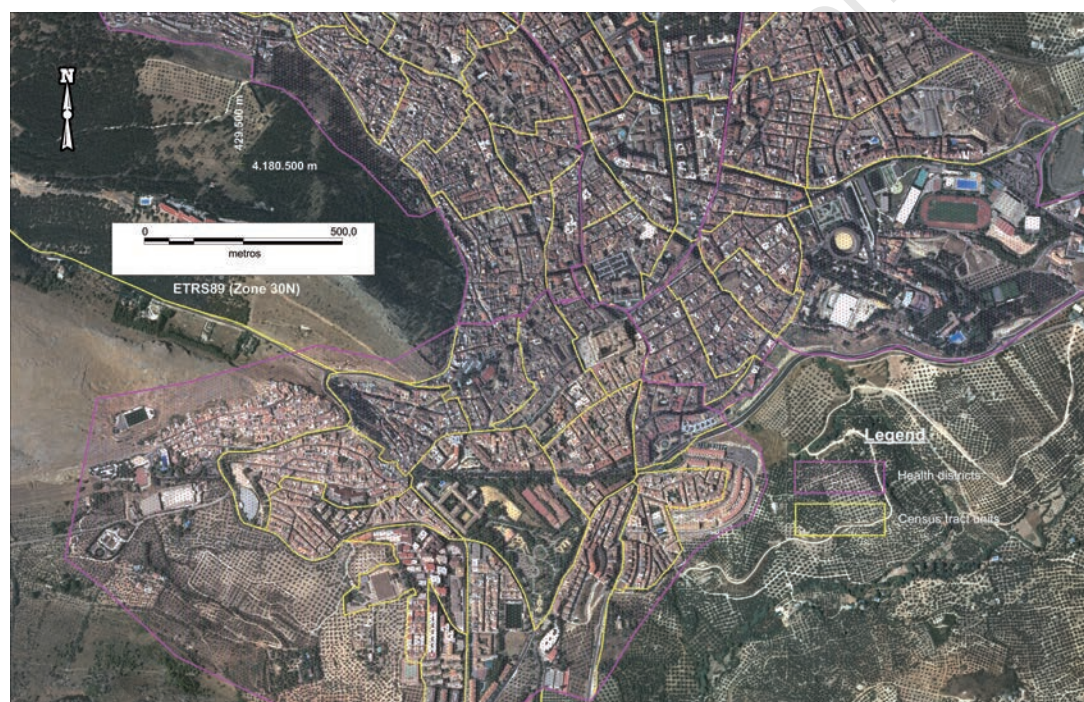 N
429.500 m
4.180.500 m
0 500,0
metros
ETRS89 (Zone 30N)
Legend
Health districts
Census tract units